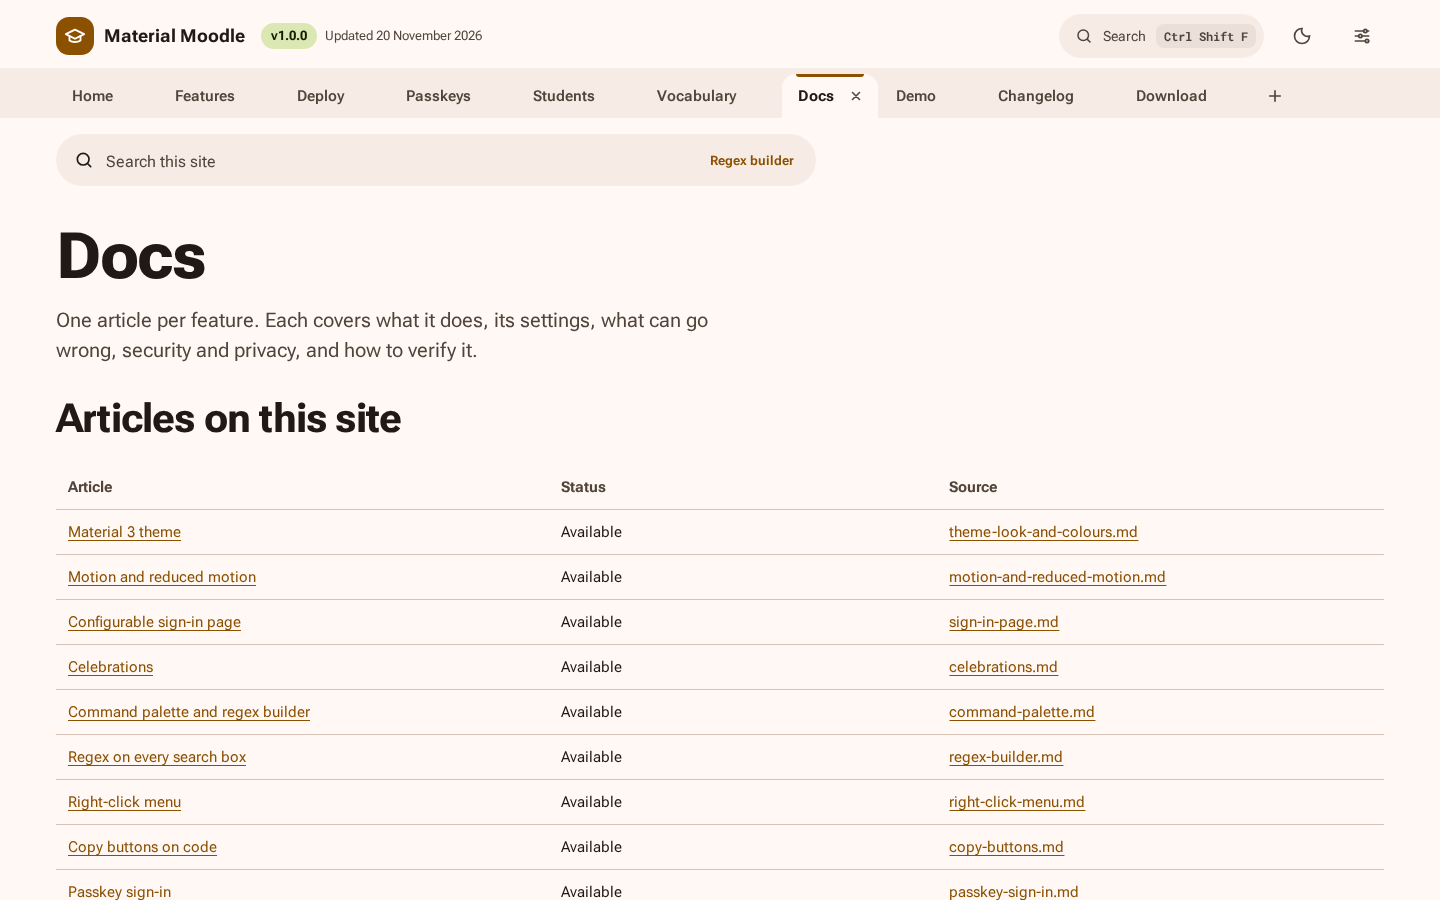 Material Moodle
v1.0.0
Updated 20 November 2026
Search
Ctrl Shift F
Home
Features
Deploy
Passkeys
Students
Vocabulary
Docs
Demo
Changelog
Download
Search this site
Regex builder
Docs
One article per feature. Each covers what it does, its settings, what can go
wrong, security and privacy, and how to verify it.
Articles on this site
Article Status Source
Material 3 theme Available theme-look-and-colours.md
Motion and reduced motion Available motion-and-reduced-motion.md
Configurable sign-in page Available sign-in-page.md
Celebrations Available celebrations.md
Command palette and regex builder Available command-palette.md
Regex on every search box Available regex-builder.md
Right-click menu Available right-click-menu.md
Copy buttons on code Available copy-buttons.md
Passkey sign-in Available passkey-sign-in.md